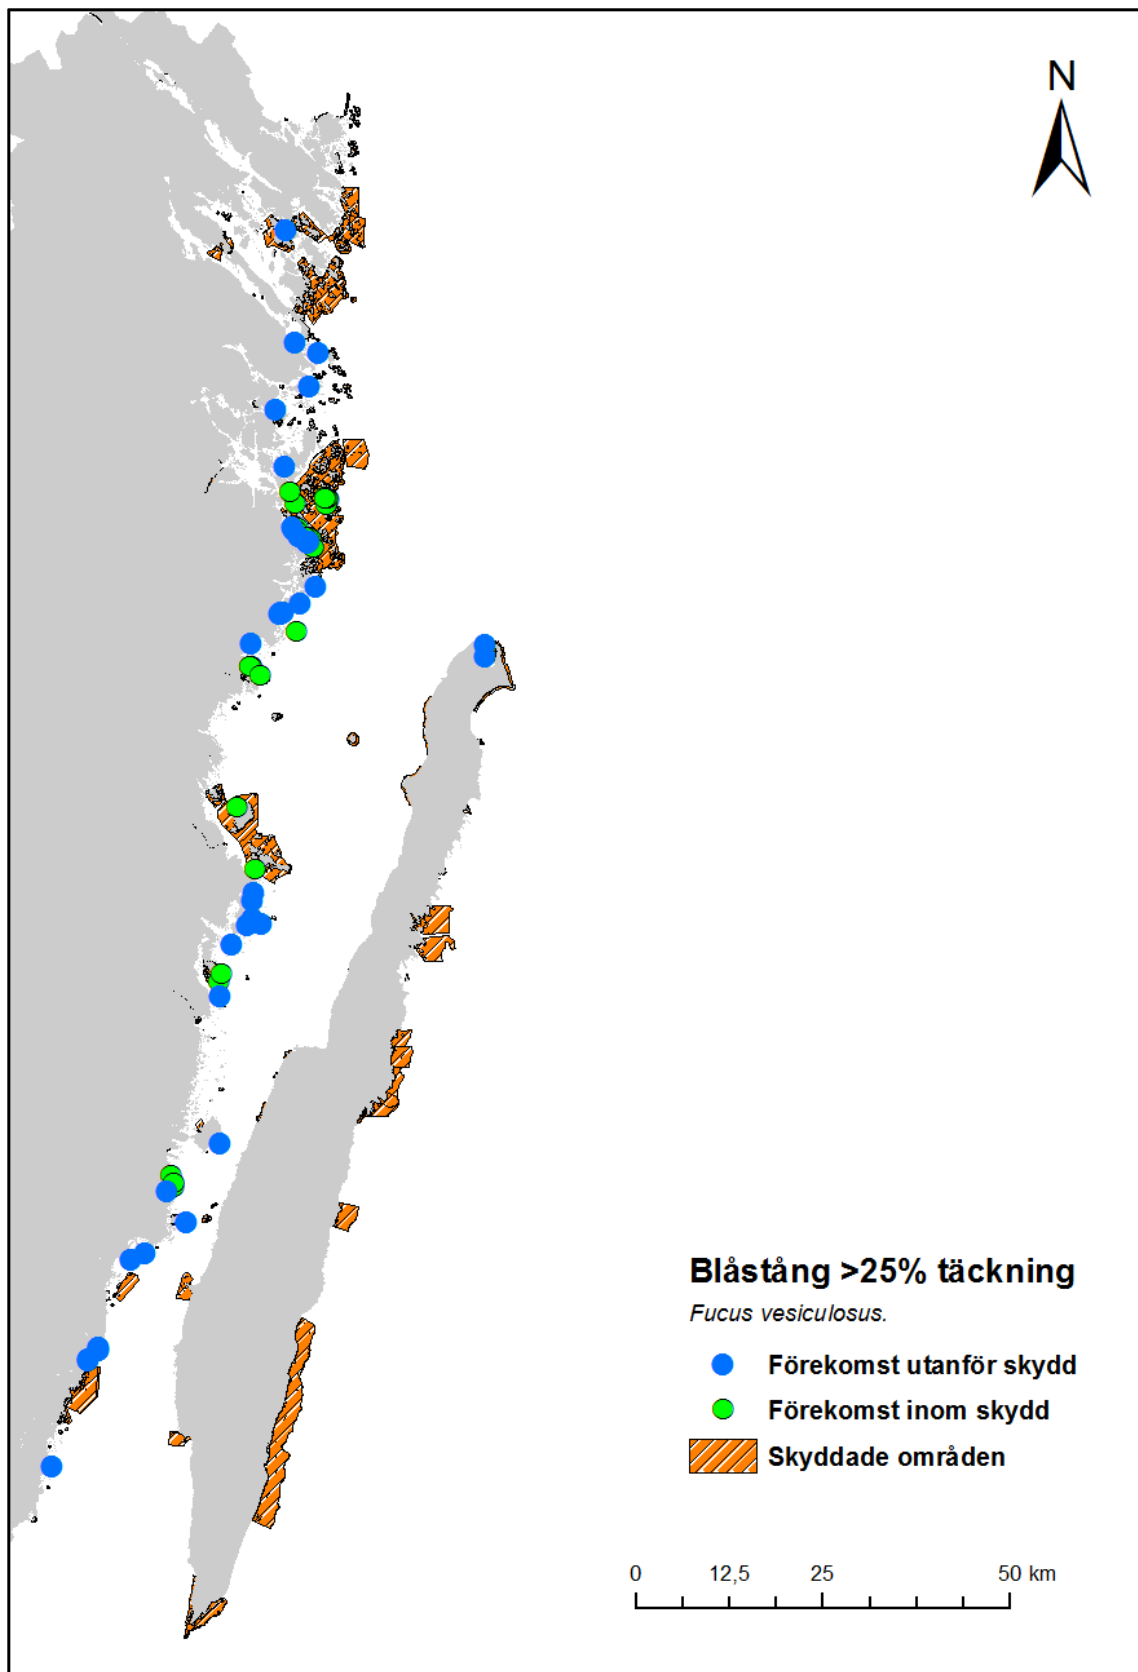 N
Blåstång >25% täckning
Fucus vesiculosus.
Förekomst utanför skydd
Förekomst inom skydd
Skyddade områden
0 12,5 25 50 km